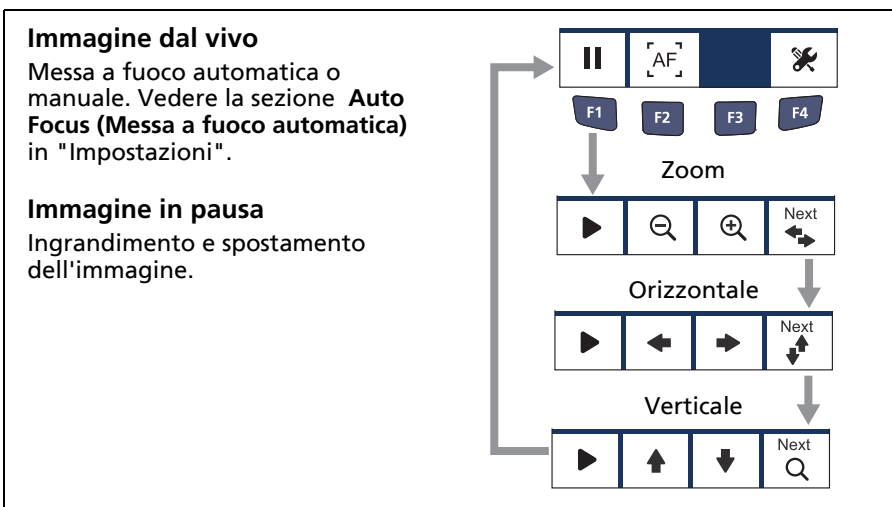 Immagine dal vivo
Messa a fuoco automatica o
manuale. Vedere la sezione Auto
Focus (Messa a fuoco automatica)
in "Impostazioni".
Immagine in pausa
Ingrandimento e spostamento
dell'immagine.
AF
F1 F2 F3 F4
Zoom
Next
Orizzontale
Next
Verticale
Next